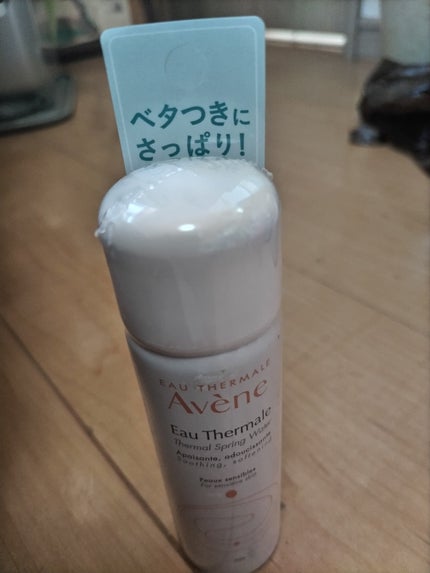 ベタつきに
さっぱり！
EAU THERMALE
Avène
Eau Thermale
Thermal Spring Water
Apaisante, adoucissante
Soothing, softening
Peaux sensibles
For sensitive skin